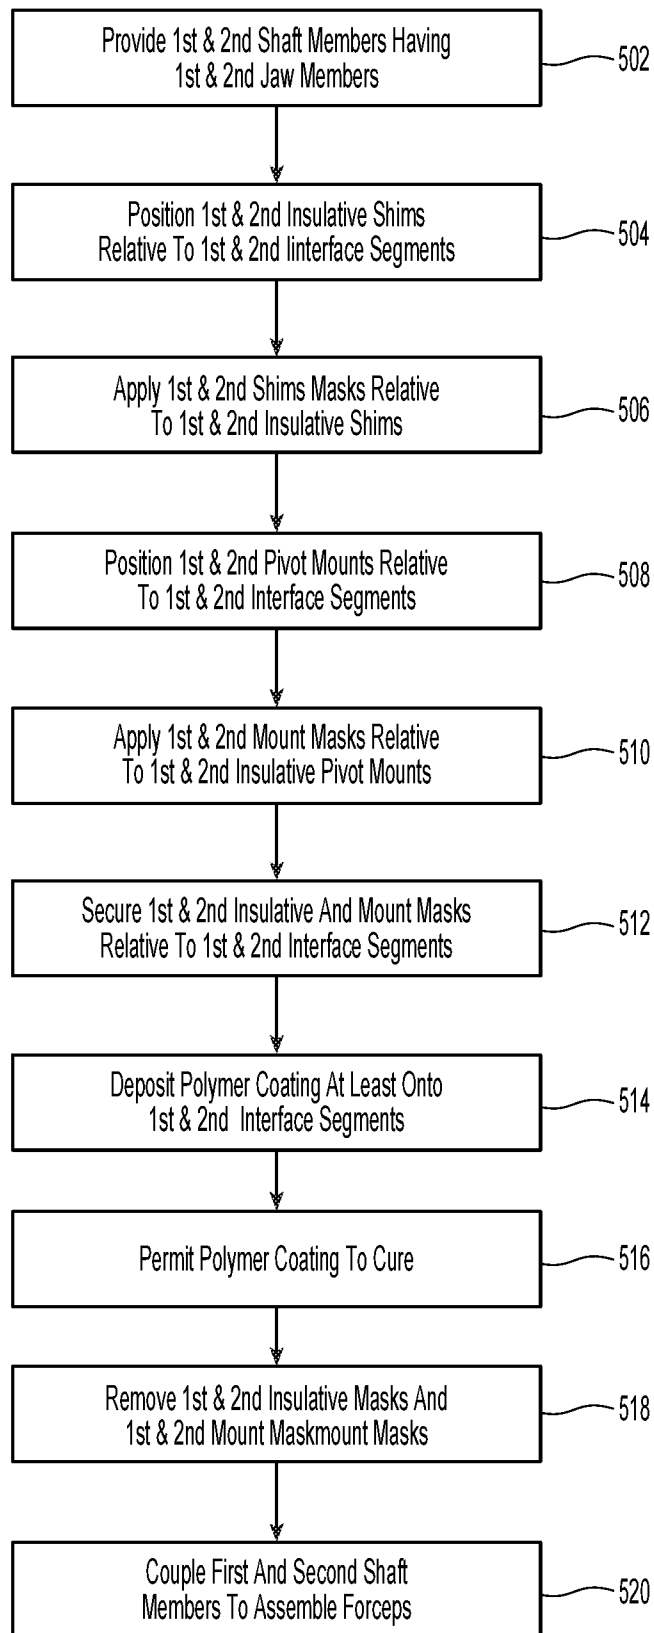 Provide 1st & 2nd Shaft Members Having
1st & 2nd Jaw Members
502
Position 1st & 2nd Insulative Shims
Relative To 1st & 2nd Iinterface Segments
504
Apply 1st & 2nd Shims Masks Relative
To 1st & 2nd Insulative Shims
506
Position 1st & 2nd Pivot Mounts Relative
To 1st & 2nd Interface Segments
508
Apply 1st & 2nd Mount Masks Relative
To 1st & 2nd Insulative Pivot Mounts
510
Secure 1st & 2nd Insulative And Mount Masks
Relative To 1st & 2nd Interface Segments
512
Deposit Polymer Coating At Least Onto
1st & 2nd Interface Segments
514
Permit Polymer Coating To Cure
516
Remove 1st & 2nd Insulative Masks And
1st & 2nd Mount Maskmount Masks
518
Couple First And Second Shaft
Members To Assemble Forceps
520